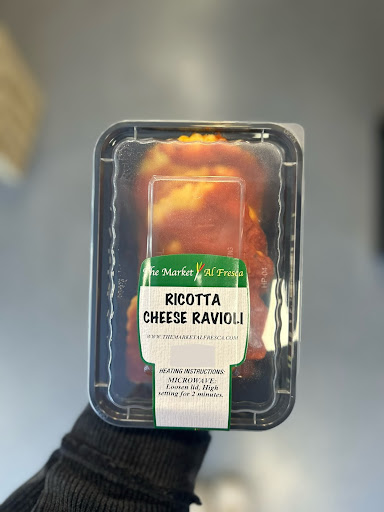 The Market Al Fresca
RICOTTA
CHEESE RAVIOLI
WWW.THEMARKETALFRESCA.COM
HEATING INSTRUCTIONS:
MICROWAVE:
Loosen lid, High
setting for 2 minutes.